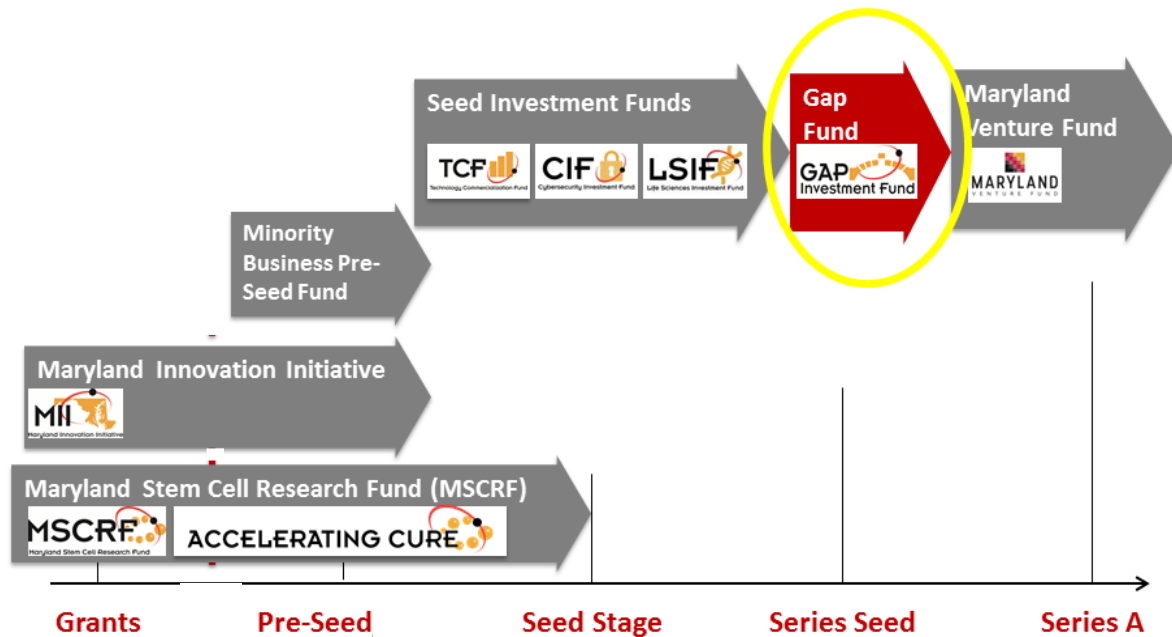 Seed Investment Funds
TCF
Technology Commercialization Fund
CIF
Cybersecurity Investment Fund
LSIF
Life Sciences Investment Fund
Gap
Fund
GAP
Investment Fund
Maryland
Venture Fund
MARYLAND
VENTURE FUND
Minority
Business Pre-
Seed Fund
Maryland Innovation Initiative
MII
Maryland Innovation Initiative
Maryland Stem Cell Research Fund (MSCRF)
MSCRF
Maryland Stem Cell Research Fund
ACCELERATING CURE
Grants
Pre-Seed
Seed Stage
Series Seed
Series A